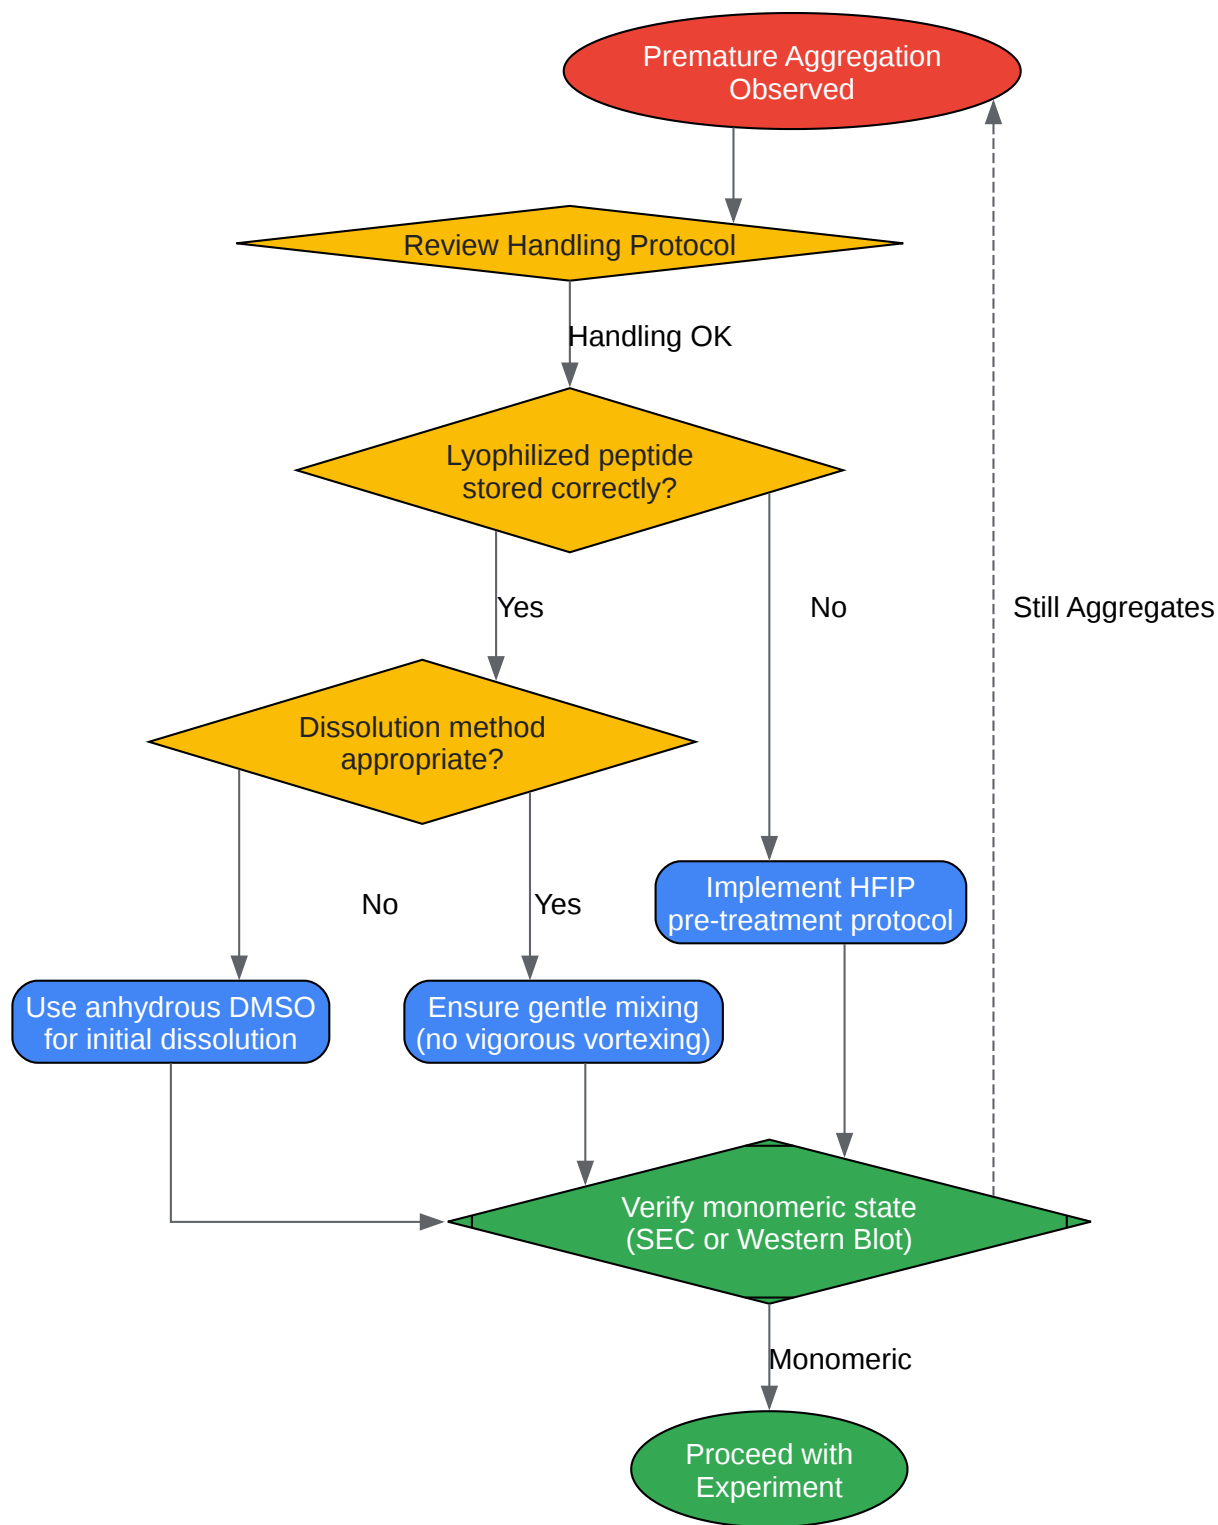 Premature Aggregation
Observed
Review Handling Protocol
Handling OK
Lyophilized peptide
stored correctly?
Yes
No
Still Aggregates
Dissolution method
appropriate?
No
Yes
Implement HFIP
pre-treatment protocol
Use anhydrous DMSO
for initial dissolution
Ensure gentle mixing
(no vigorous vortexing)
Verify monomeric state
(SEC or Western Blot)
Monomeric
Proceed with
Experiment